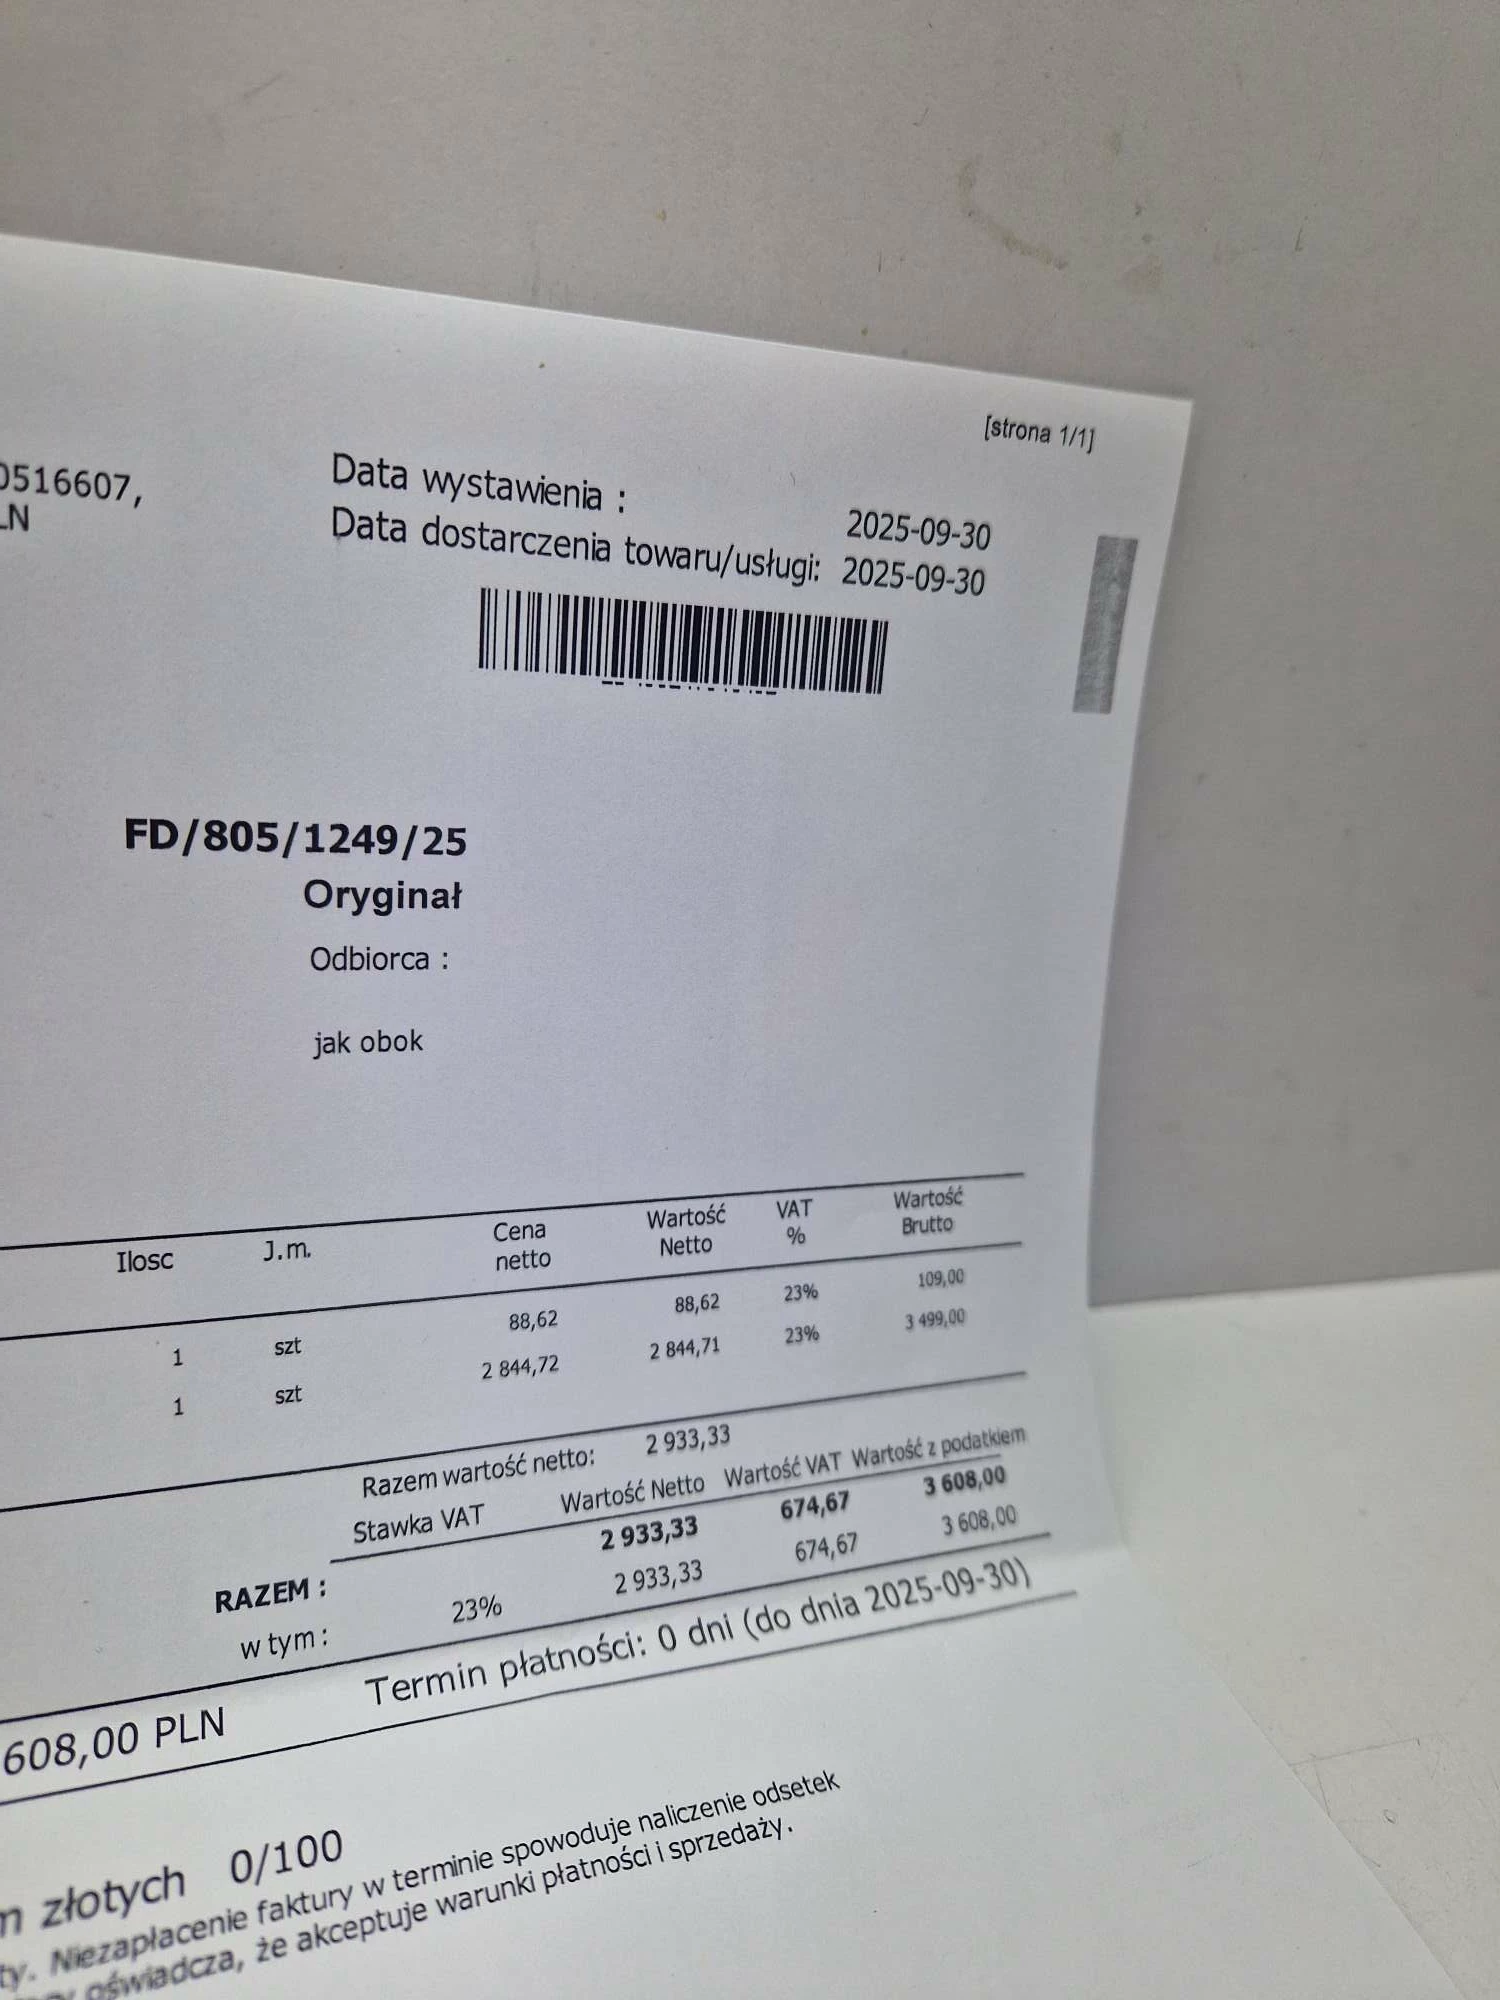 [strona 1/1]
0516607,
LN
Data wystawienia : 2025-09-30
Data dostarczenia towaru/usługi: 2025-09-30
FD/805/1249/25
Oryginał
Odbiorca :
jak obok
Ilosc J.m. Cena netto Wartość Netto VAT % Wartość Brutto
1 szt 88,62 88,62 23% 109,00
1 szt 2 844,72 2 844,71 23% 3 499,00
Razem wartość netto: 2 933,33
Stawka VAT Wartość Netto Wartość VAT Wartość z podatkiem
RAZEM : 2 933,33 674,67 3 608,00
w tym : 23% 2 933,33 674,67 3 608,00
608,00 PLN Termin płatności: 0 dni (do dnia 2025-09-30)
m złotych 0/100
ty. Niezapłacenie faktury w terminie spowoduje naliczenie odsetek
oświadcza, że akceptuje warunki płatności i sprzedaży.